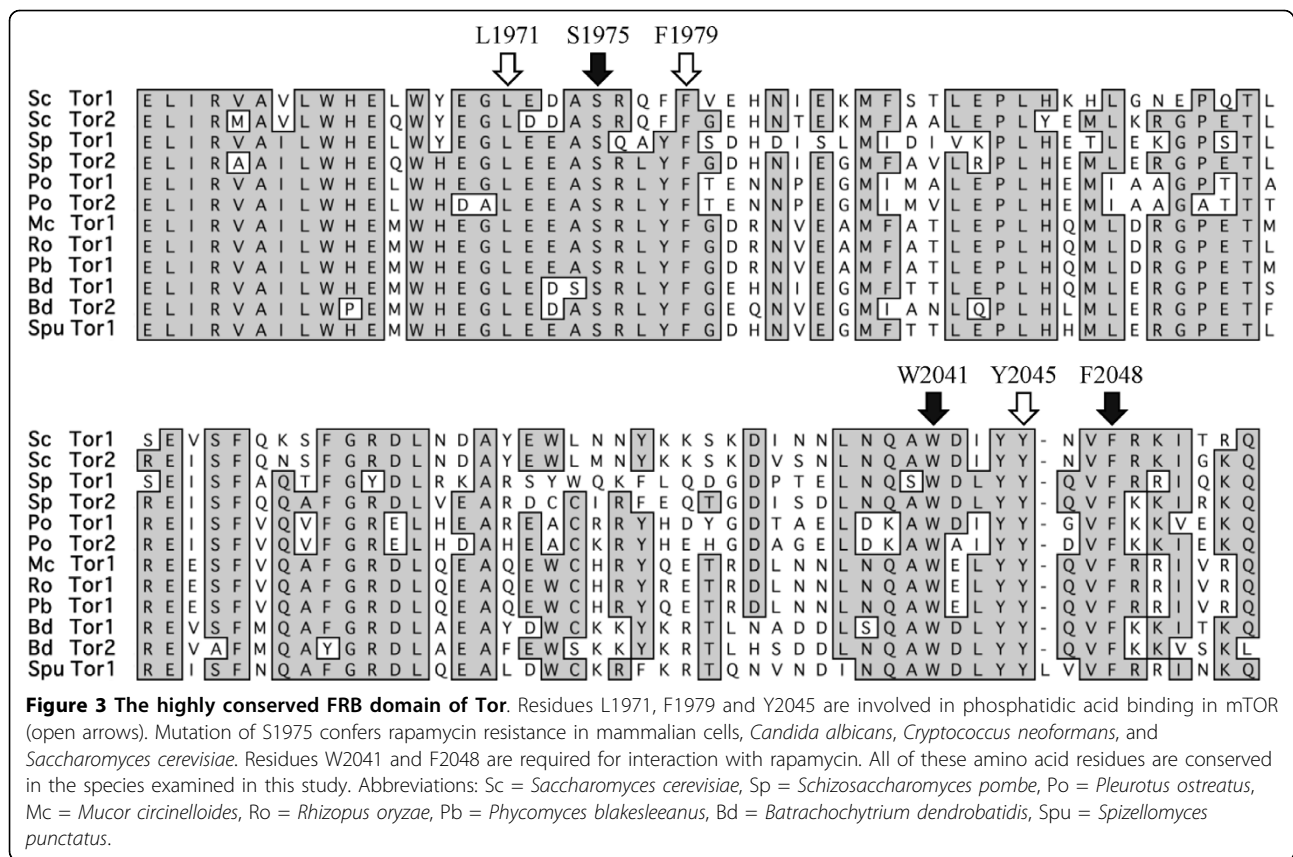 L1971 S1975 F1979
Sc Tor1 E L I R V A V L W H E L W Y E G L E D A S R Q F F V E H N I E K M F S T L E P L H K H L G N E P Q T L
Sc Tor2 E L I R M A V L W H E Q W Y E G L D D A S R Q F F G E H N T E K M F A A L E P L Y E M L K R G P E T L
Sp Tor1 E L I R V A I L W H E L W Y E G L E E A S Q A Y F S D H D I S L M I D I V K P L H E T L E K G P S T L
Sp Tor2 E L I R A A I L W H E Q W H E G L E E A S R L Y F G D H N I E G M F A V L R P L H E M L E R G P E T L
Po Tor1 E L I R V A I L W H E L W H E G L E E A S R L Y F T E N N P E G M I M A L E P L H E M I A A G P T T A
Po Tor2 E L I R V A I L W H E L W H D A L E E A S R L Y F T E N N P E G M I M V L E P L H E M I A A G A T T T
Mc Tor1 E L I R V A I L W H E M W H E G L E E A S R L Y F G D R N V E A M F A T L E P L H Q M L D R G P E T M
Ro Tor1 E L I R V A I L W H E M W H E G L E E A S R L Y F G D R N V E A M F A T L E P L H Q M L D R G P E T L
Pb Tor1 E L I R V A I L W H E M W H E G L E E A S R L Y F G D R N V E A M F A T L E P L H Q M L D R G P E T M
Bd Tor1 E L I R V A I L W H E M W H E G L E D S S R L Y F G E H N I E G M F T T L E P L H Q M L E R G P E T S
Bd Tor2 E L I R V A I L W P E M W H E G L E D A S R L Y F G E Q N V E G M I A N L Q P L H L M L E R G P E T F
Spu Tor1 E L I R V A I L W H E M W H E G L E E A S R L Y F G D H N V E G M F T T L E P L H H M L E R G P E T L
W2041 Y2045 F2048
Sc Tor1 S E V S F Q K S F G R D L N D A Y E W L N N Y K K S K D I N N L N Q A W D I Y Y - N V F R K I T R Q
Sc Tor2 R E I S F Q N S F G R D L N D A Y E W L M N Y K K S K D V S N L N Q A W D I Y Y - N V F R K I G K Q
Sp Tor1 S E I S F A Q T F G Y D L R K A R S Y W Q K F L Q D G D P T E L N Q S W D L Y Y - Q V F R R I Q K Q
Sp Tor2 R E I S F Q Q A F G R D L V E A R D C C I R F E Q T G D I S D L N Q A W D L Y Y - Q V F K K I R K Q
Po Tor1 R E I S F V Q V F G R E L H E A R E A C R R Y H D Y G D T A E L D K A W D I Y Y - G V F K K V E K Q
Po Tor2 R E I S F V Q V F G R E L H D A H E A C K R Y H E H G D A G E L D K A W A I Y Y - D V F K K I E K Q
Mc Tor1 R E E S F V Q A F G R D L Q E A Q E W C H R Y Q E T R D L N N L N Q A W E L Y Y - Q V F R R I V R Q
Ro Tor1 R E E S F V Q A F G R D L Q E A Q E W C H R Y R E T R D L N N L N Q A W E L Y Y - Q V F R R I V R Q
Pb Tor1 R E E S F V Q A F G R D L Q E A Q E W C H R Y Q E T R D L N N L N Q A W E L Y Y - Q V F R R I V R Q
Bd Tor1 R E V S F M Q A F G R D L A E A Y D W C K K Y K R T L N A D D L S Q A W D L Y Y - Q V F K K I T K Q
Bd Tor2 R E V A F M Q A Y G R D L A E A F E W S K K Y K R T L H S D D L N Q A W D L Y Y - Q V F K K V S K L
Spu Tor1 R E I S F N Q A F G R D L Q E A L D W C K R F K R T Q N V N D I N Q A W D L Y Y L V V F R R I N K Q
Figure 3 The highly conserved FRB domain of Tor. Residues L1971, F1979 and Y2045 are involved in phosphatidic acid binding in mTOR
(open arrows). Mutation of S1975 confers rapamycin resistance in mammalian cells, Candida albicans, Cryptococcus neoformans, and
Saccharomyces cerevisiae. Residues W2041 and F2048 are required for interaction with rapamycin. All of these amino acid residues are conserved
in the species examined in this study. Abbreviations: Sc = Saccharomyces cerevisiae, Sp = Schizosaccharomyces pombe, Po = Pleurotus ostreatus,
Mc = Mucor circinelloides, Ro = Rhizopus oryzae, Pb = Phycomyces blakesleeanus, Bd = Batrachochytrium dendrobatidis, Spu = Spizellomyces
punctatus.